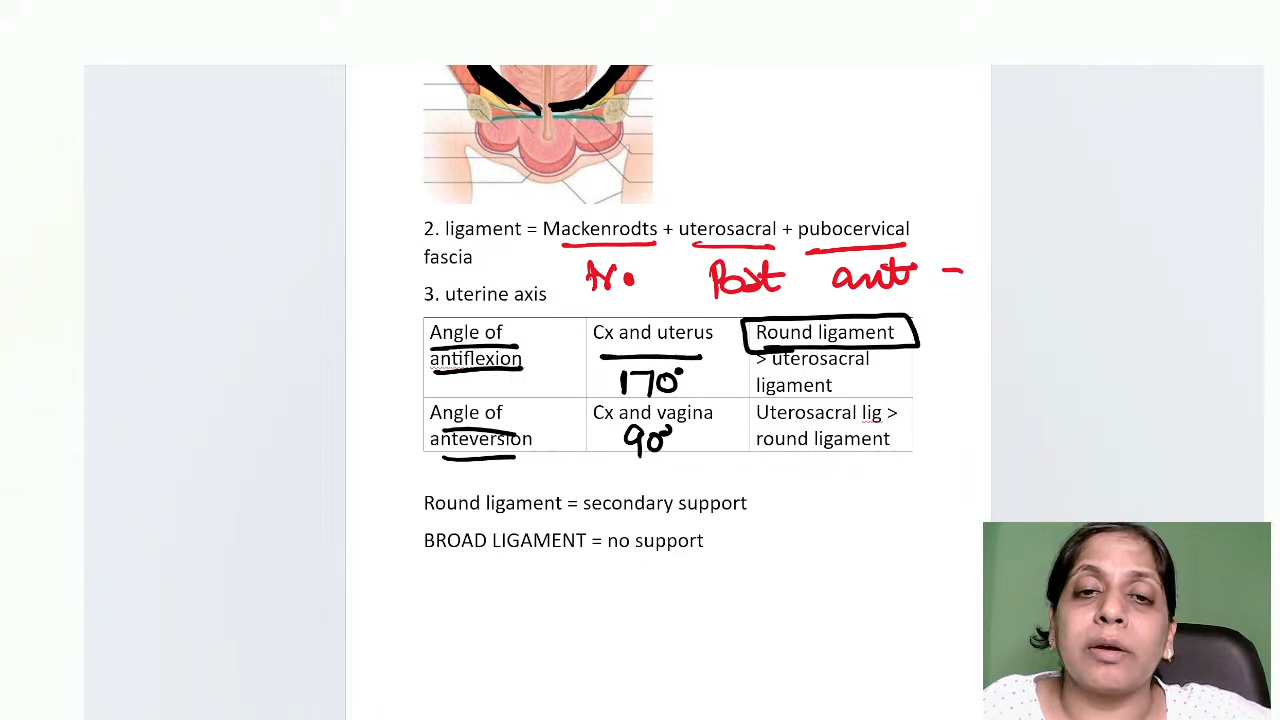 2. ligament = Mackenrodts + uterosacral + pubocervical
fascia
Post ant -
3. uterine axis
Angle of antiflexion
Cx and uterus
170°
Round ligament
> uterosacral
ligament
Angle of
anteversion
Cx and vagina
90°
Uterosacral lig >
round ligament
Round ligament = secondary support
BROAD LIGAMENT = no support